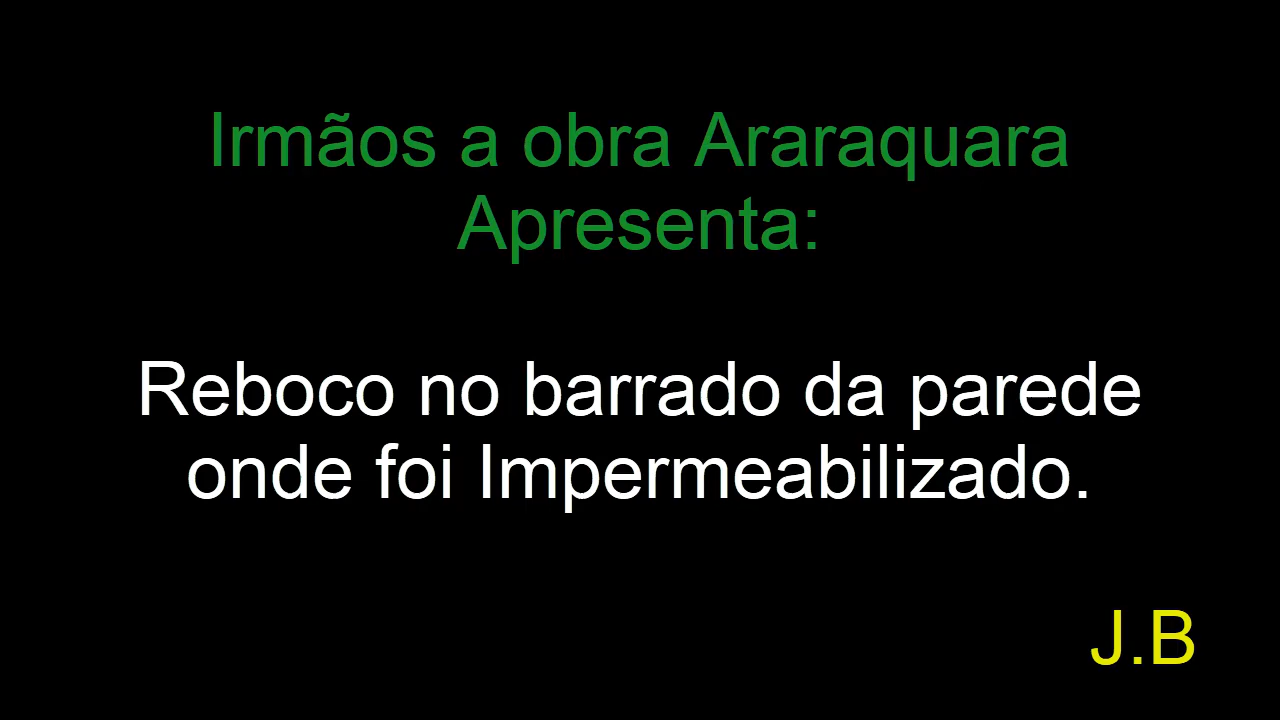 Irmãos a obra Araraquara
Apresenta:
Reboco no barrado da parede
onde foi Impermeabilizado.
J.B